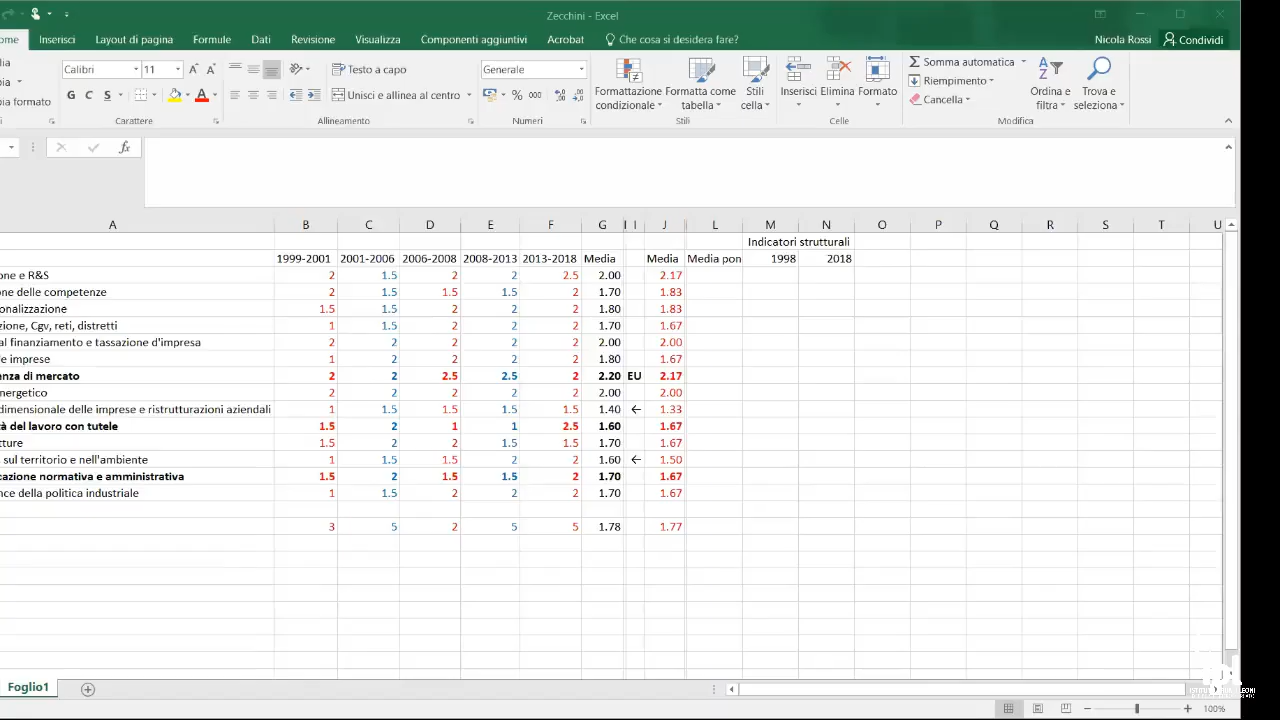 Zecchini - Excel
ome Inserisci Layout di pagina Formule Dati Revisione Visualizza Componenti aggiuntivi Acrobat Che cosa si desidera fare? Nicola Rossi Condividi
ia Calibri 11 A A Testo a capo Generale Formattazione Formatta come Stili Inserisci Elimina Formato Somma automatica Ordina e Trova e
ia condizionale tabella cella Riempimento filtra seleziona
ia formato G C S A Unisci e allinea al centro % 000 Cancella
Carattere Allineamento Numeri Stili Celle Modifica
fx
A B C D E F G I J L M N O P Q R S T U
Indicatori strutturali
1999-2001 2001-2006 2006-2008 2008-2013 2013-2018 Media Media Media pon 1998 2018
one e R&S 2 1.5 2 2 2.5 2.00 2.17
one delle competenze 2 1.5 1.5 1.5 2 1.70 1.83
onalizzazione 1.5 1.5 2 2 2 1.80 1.83
zione, Cgv, reti, distretti 1 1.5 2 2 2 1.70 1.67
al finanziamento e tassazione d'impresa 2 2 2 2 2 2.00 2.00
e imprese 1 2 2 2 2 1.80 1.67
enza di mercato 2 2 2.5 2.5 2 2.20 EU 2.17
nergetico 2 2 2 2 2 2.00 2.00
dimensionale delle imprese e ristrutturazioni aziendali 1 1.5 1.5 1.5 1.5 1.40 ← 1.33
tà del lavoro con tutele 1.5 2 1 1 2.5 1.60 1.67
tture 1.5 2 2 1.5 1.5 1.70 1.67
sul territorio e nell'ambiente 1 1.5 1.5 2 2 1.60 ← 1.50
cazione normativa e amministrativa 1.5 2 1.5 1.5 2 1.70 1.67
nce della politica industriale 1 1.5 2 2 2 1.70 1.67
3 5 2 5 5 1.78 1.77
Foglio1
100%